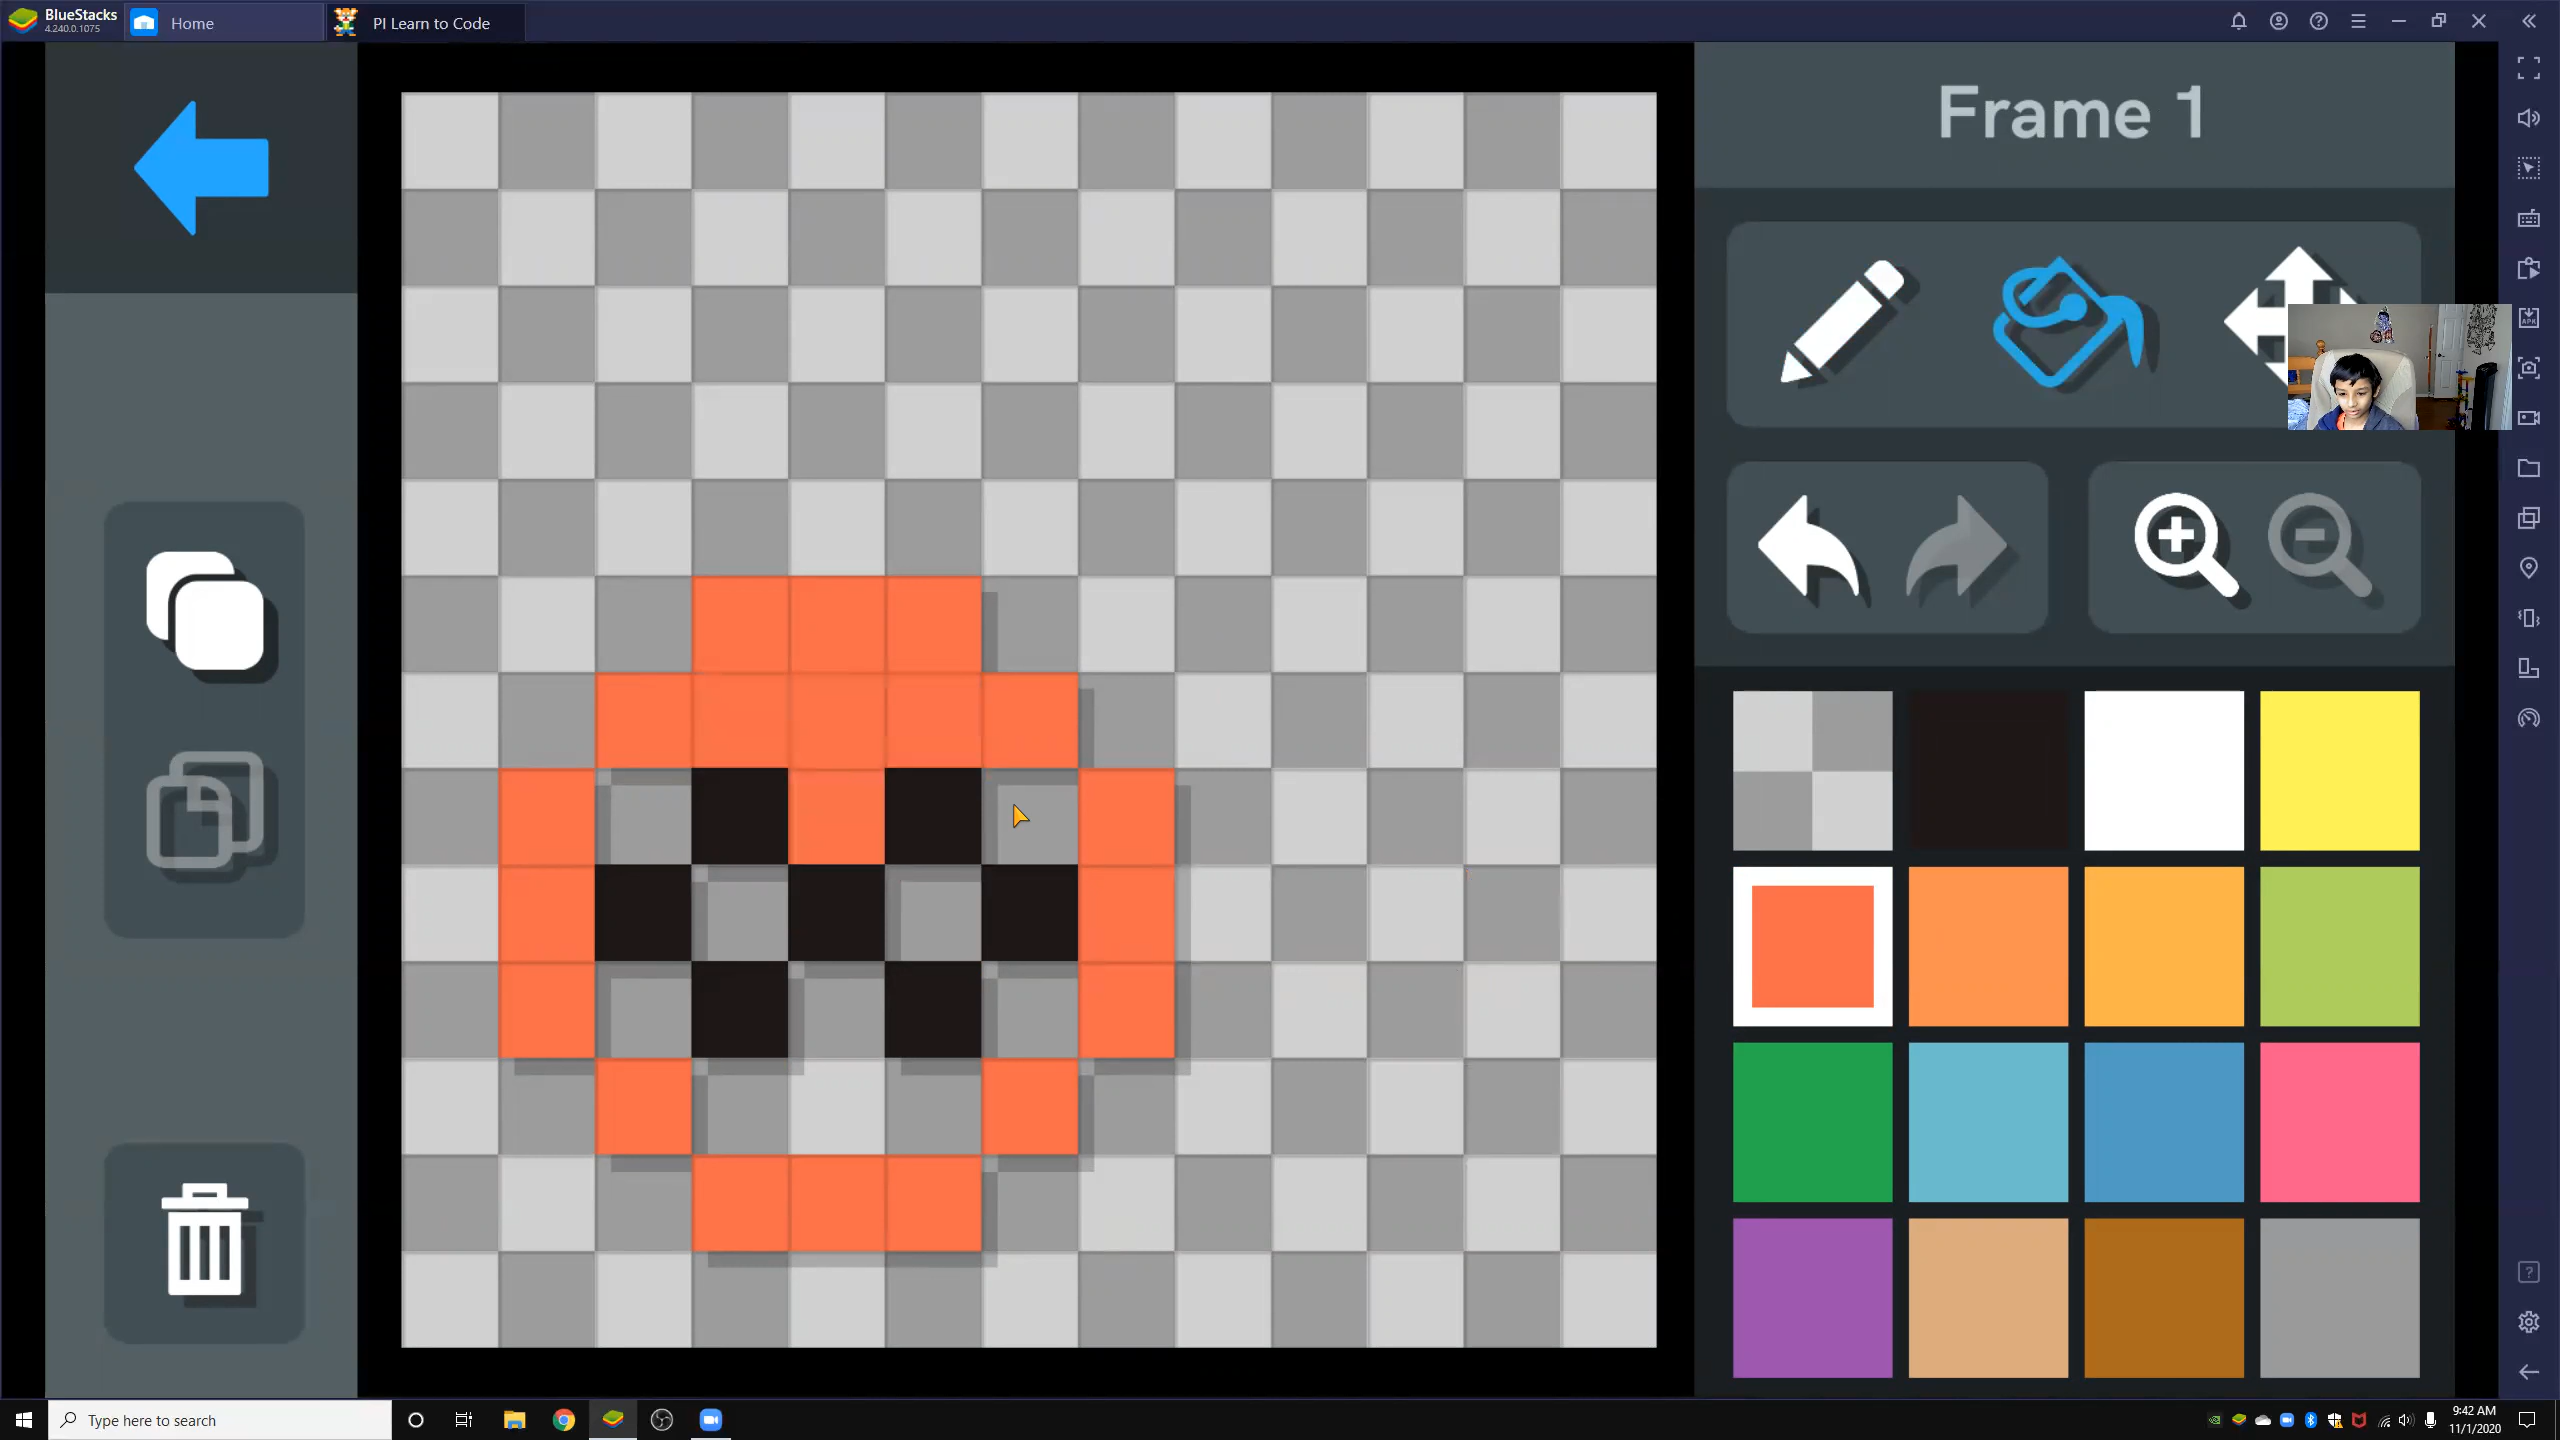 BlueStacks
4.240.0.1075
Home
PI Learn to Code
Frame 1
Type here to search
9:42 AM
11/1/2020